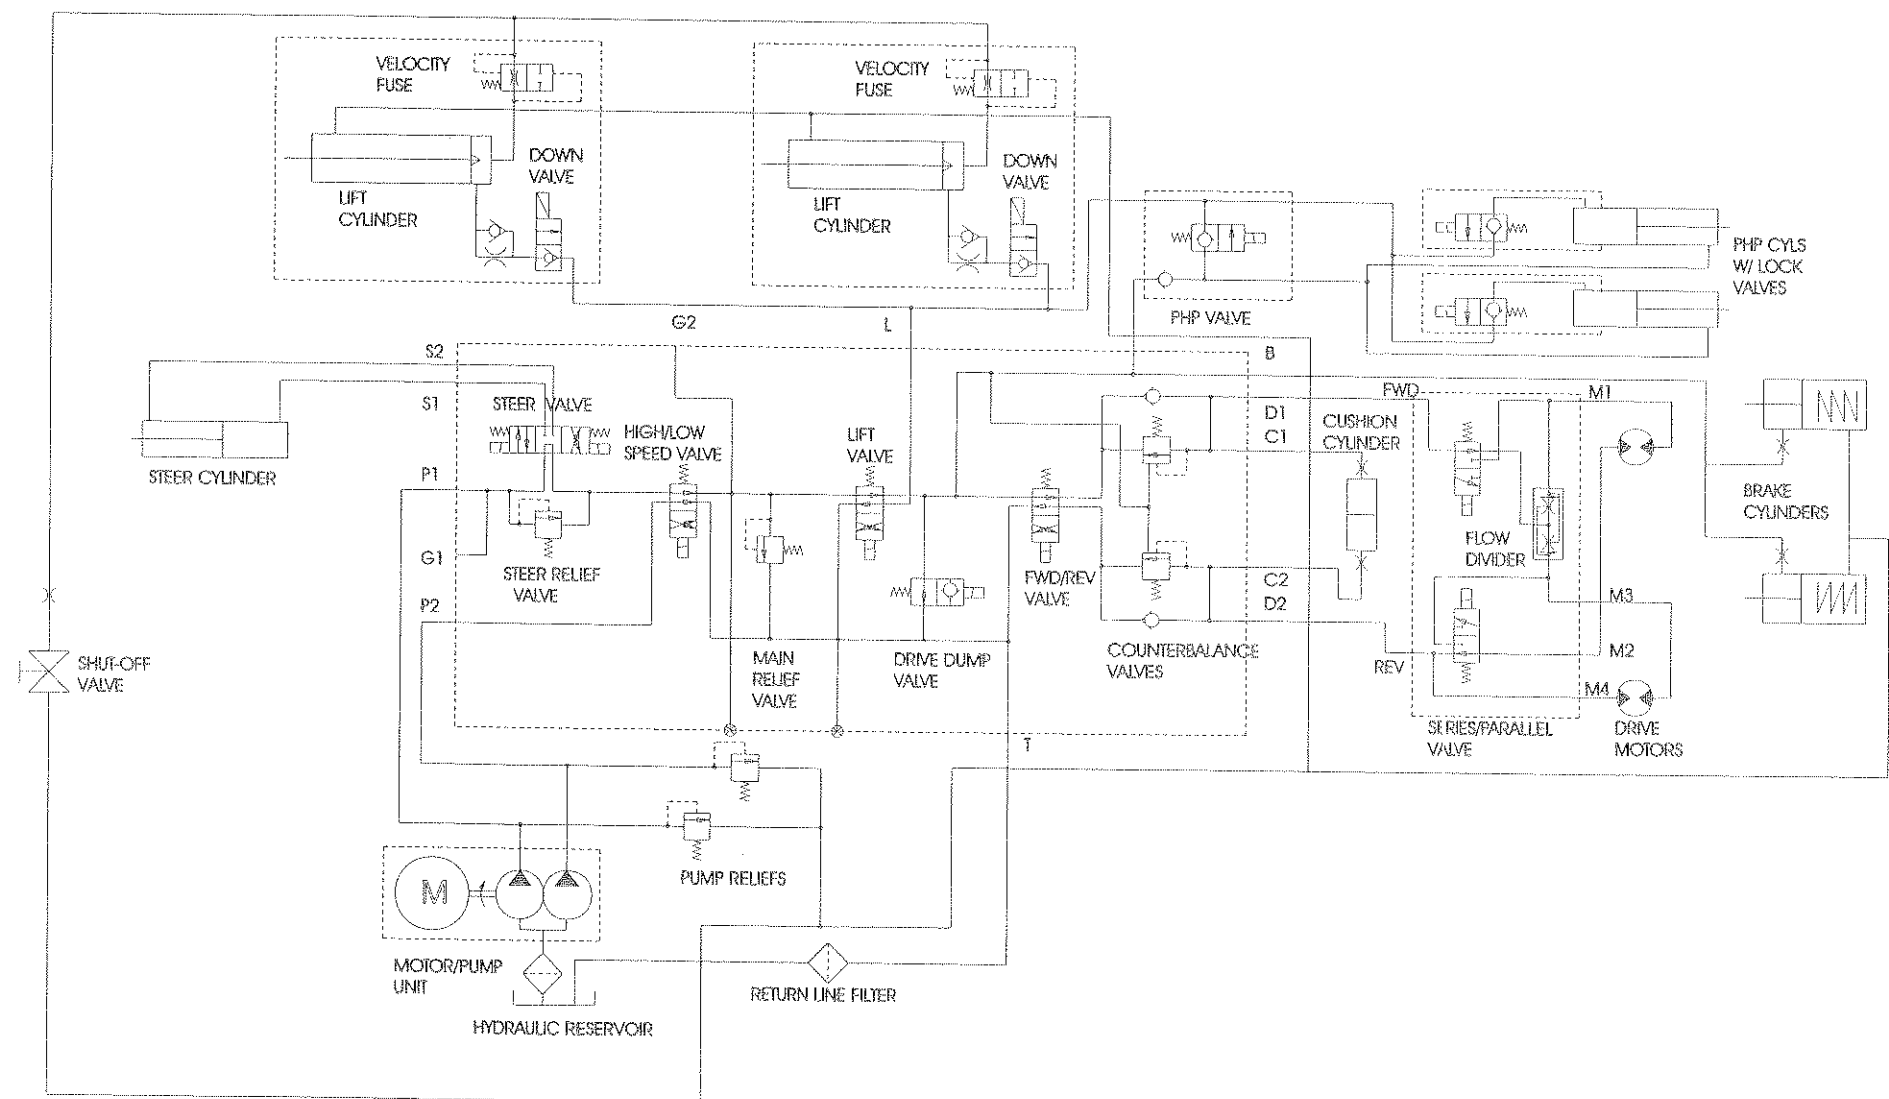 VELOCITY
FUSE
DOWN
VALVE
LIFT
CYLINDER
VELOCITY
FUSE
DOWN
VALVE
LIFT
CYLINDER
PHP VALVE
PHP CYLS
W/ LOCK
VALVES
G2
L
B
S2
S1
STEER VALVE
STEER CYLINDER
HIGH/LOW
SPEED VALVE
LIFT
VALVE
P1
G1
P2
STEER RELIEF
VALVE
MAIN
RELIEF
VALVE
DRIVE DUMP
VALVE
FWD/REV
VALVE
COUNTERBALANCE
VALVES
D1
C1
C2
D2
CUSHION
CYLINDER
FWD
M1
FLOW
DIVIDER
M3
M2
REV
M4
SERIES/PARALLEL
VALVE
DRIVE
MOTORS
BRAKE
CYLINDERS
SHUT-OFF
VALVE
T
PUMP RELIEFS
M
MOTOR/PUMP
UNIT
RETURN LINE FILTER
HYDRAULIC RESERVOIR